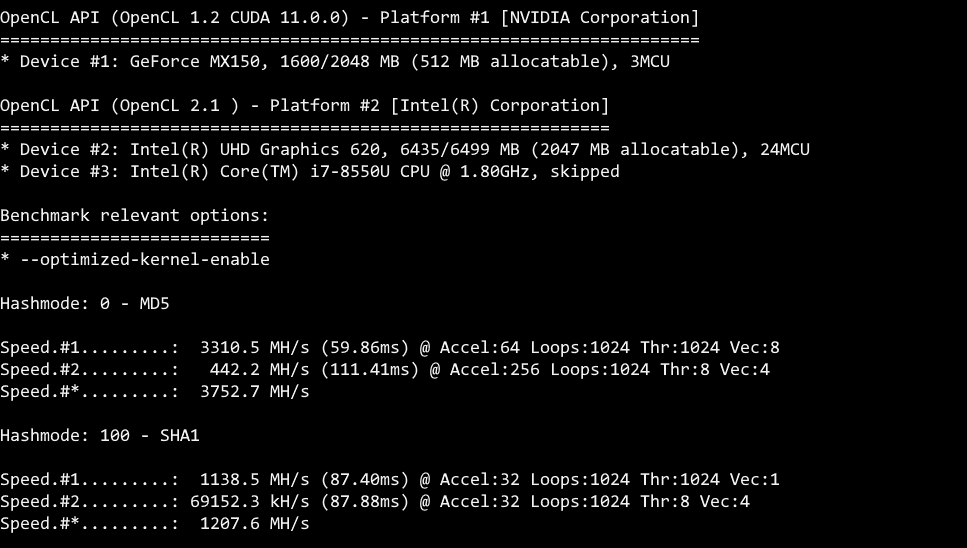 OpenCL API (OpenCL 1.2 CUDA 11.0.0) - Platform #1 [NVIDIA Corporation]
======================================================================
* Device #1: GeForce MX150, 1600/2048 MB (512 MB allocatable), 3MCU
OpenCL API (OpenCL 2.1 ) - Platform #2 [Intel(R) Corporation]
=============================================================
* Device #2: Intel(R) UHD Graphics 620, 6435/6499 MB (2047 MB allocatable), 24MCU
* Device #3: Intel(R) Core(TM) i7-8550U CPU @ 1.80GHz, skipped
Benchmark relevant options:
===========================
* --optimized-kernel-enable
Hashmode: 0 - MD5
Speed.#1.........:  3310.5 MH/s (59.86ms) @ Accel:64 Loops:1024 Thr:1024 Vec:8
Speed.#2.........:   442.2 MH/s (111.41ms) @ Accel:256 Loops:1024 Thr:8 Vec:4
Speed.#*.........:  3752.7 MH/s
Hashmode: 100 - SHA1
Speed.#1.........:  1138.5 MH/s (87.40ms) @ Accel:32 Loops:1024 Thr:1024 Vec:1
Speed.#2.........: 69152.3 kH/s (87.88ms) @ Accel:32 Loops:1024 Thr:8 Vec:4
Speed.#*.........:  1207.6 MH/s